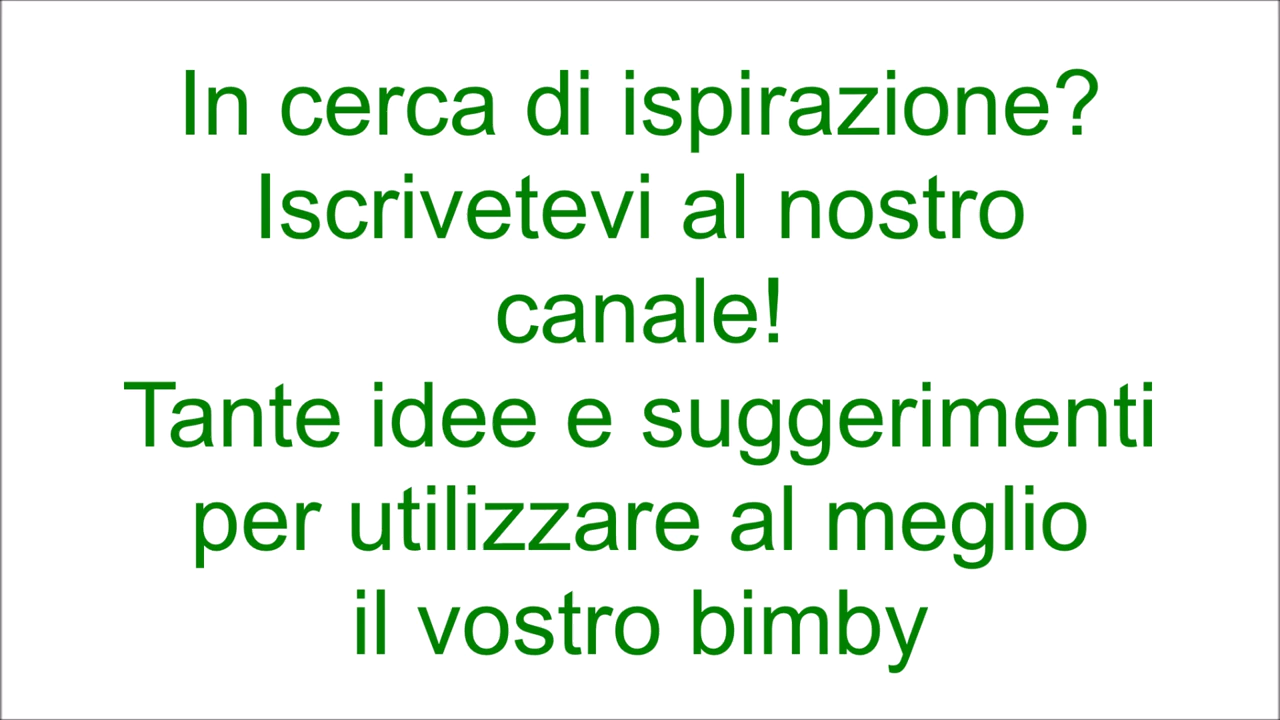 In cerca di ispirazione?
Iscrivetevi al nostro
canale!
Tante idee e suggerimenti
per utilizzare al meglio
il vostro bimby